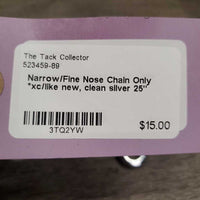 The Tack Collector
523459-89
Narrow/Fine Nose Chain Only
*xc/like new, clean silver 25"
3TQ2YW
$15.00